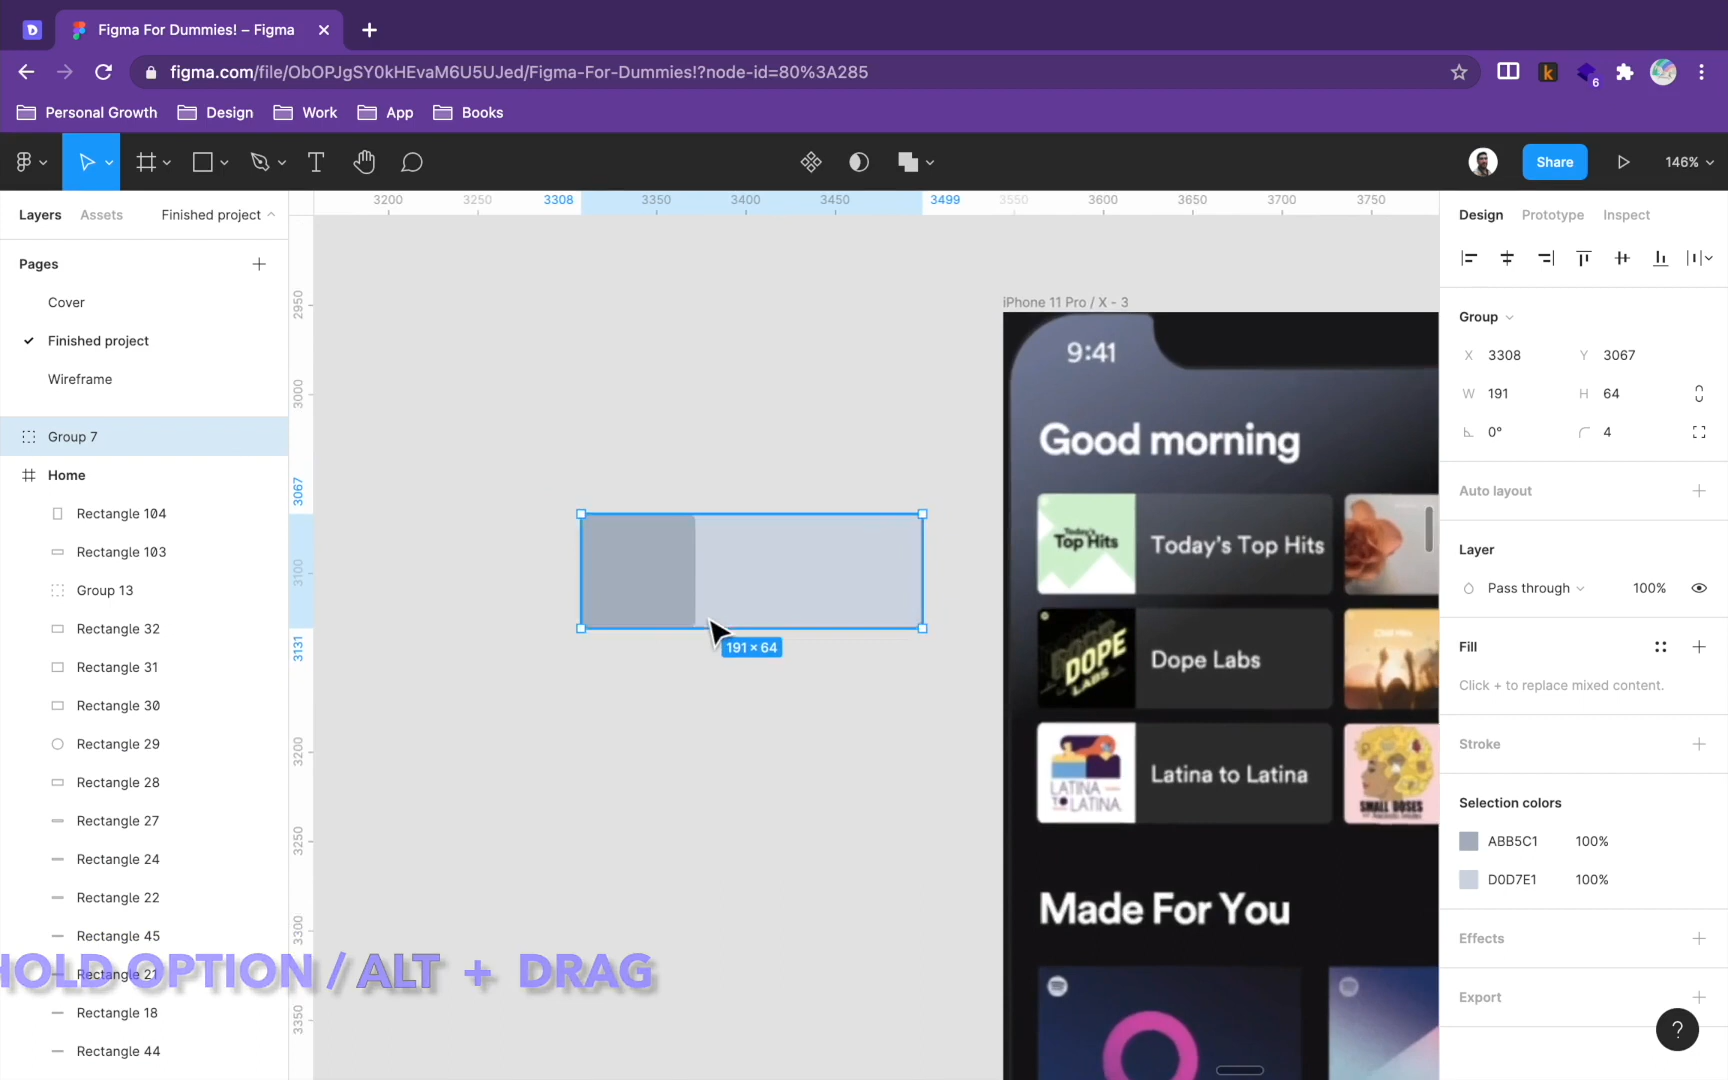 Figma For Dummies! – Figma
figma.com/file/ObOPJgSY0kHEvaM6U5UJed/Figma-For-Dummies!?node-id=80%3A285
k
6
Personal Growth
Design
Work
App
Books
Share
146%
Layers
Assets
Finished project
3200
3250
3308
3350
3400
3450
3499
3550
3600
3650
3700
3750
Design
Prototype
Inspect
Pages
Cover
Finished project
Wireframe
Group 7
Home
Rectangle 104
Rectangle 103
Group 13
Rectangle 32
Rectangle 31
Rectangle 30
Rectangle 29
Rectangle 28
Rectangle 27
Rectangle 24
Rectangle 22
Rectangle 45
Rectangle 21
Rectangle 18
Rectangle 44
HOLD OPTION / ALT + DRAG
2950
3000
3067
3100
3131
3200
3250
3300
3350
191 × 64
iPhone 11 Pro / X - 3
9:41
Good morning
Today's
Top Hits
Today's Top Hits
DOPE
LABS
Dope Labs
LATINA
TO LATINA
Latina to Latina
SMALL DOSES
Made For You
Group
X 3308
Y 3067
W 191
H 64
0°
4
Auto layout
Layer
Pass through
100%
Fill
Click + to replace mixed content.
Stroke
Selection colors
ABB5C1 100%
D0D7E1 100%
Effects
Export
?